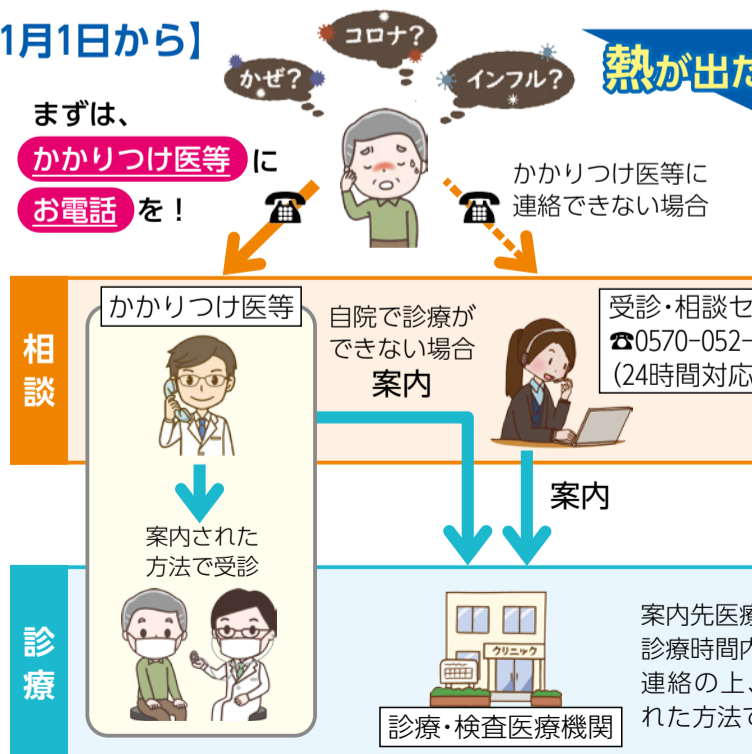 1月1日から】
かぜ?
コロナ?
インフル?
熱が出た
まずは、
かかりつけ医等 に
お電話 を!
かかりつけ医等に
連絡できない場合
相談
かかりつけ医等
自院で診療が
できない場合
案内
受診・相談セ
☎0570-052-
(24時間対応
案内された
方法で受診
案内
診療
クリニック
診療・検査医療機関
案内先医療
診療時間内
連絡の上、
れた方法で